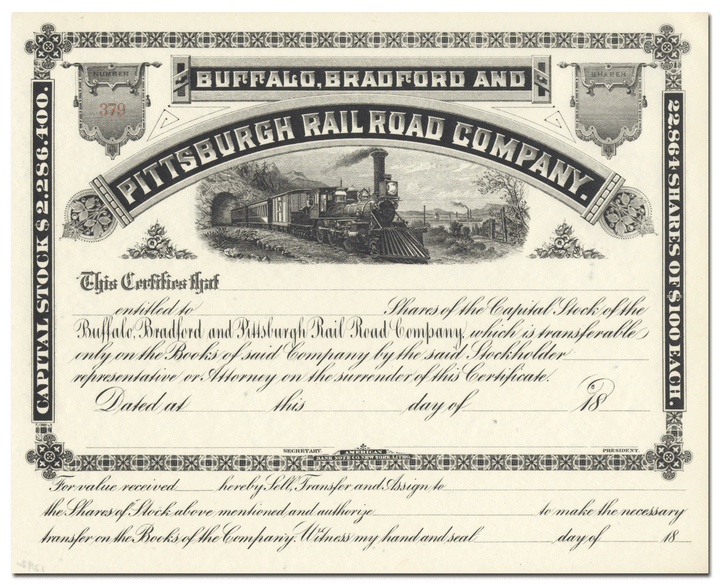 NUMBER
379
BUFFALO, BRADFORD AND
SHARES
PITTSBURGH RAIL ROAD COMPANY.
CAPITAL STOCK $2,286,400.
22,864 SHARES OF $100 EACH.
This Certifies that
entitled to Shares of the Capital Stock of the
Buffalo, Bradford and Pittsburgh Rail Road Company, which is transferable
only on the Books of said Company by the said Stockholder
representative or Attorney on the surrender of this Certificate.
Dated at this day of 18
SECRETARY. PRESIDENT.
AMERICAN
BANK NOTE CO. NEW YORK. LITHO.
For value received hereby Sell, Transfer and Assign to
the Shares of Stock above mentioned and authorize to make the necessary
transfer on the Books of the Company. Witness my hand and seal day of 18